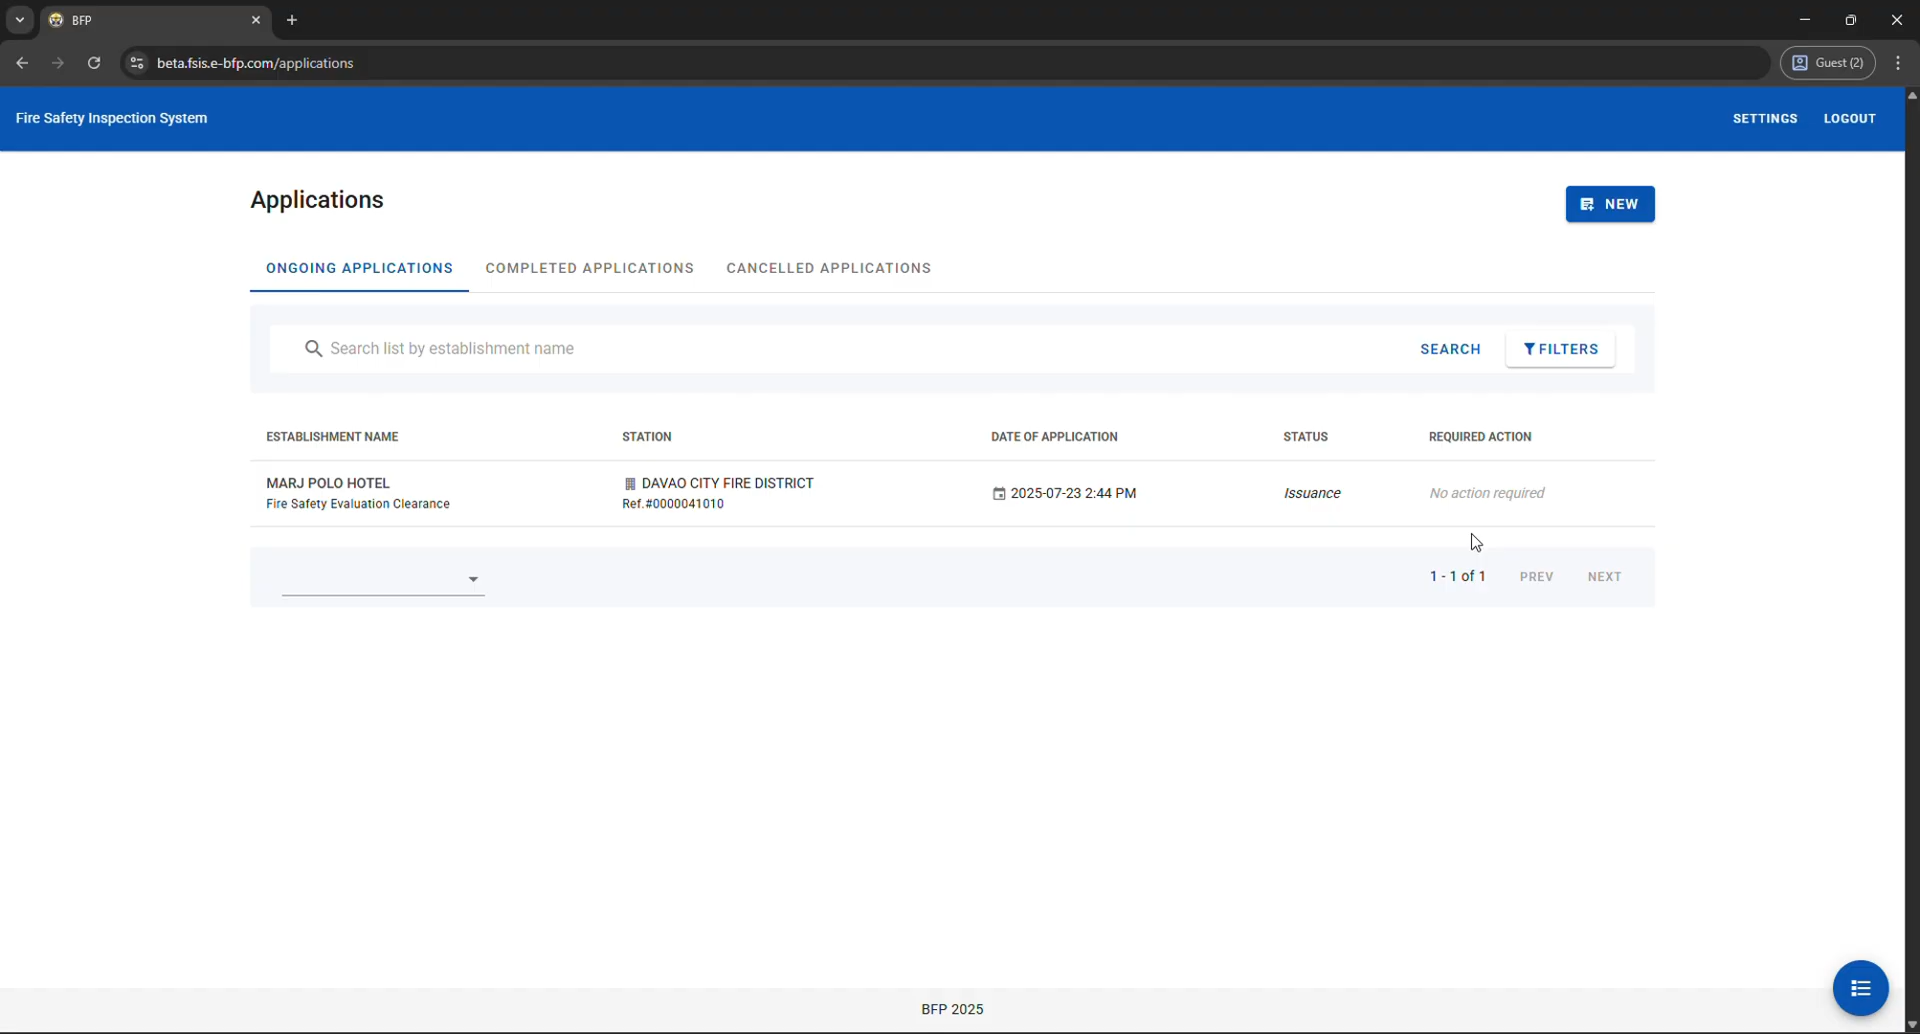 BFP
beta.fsis.e-bfp.com/applications
Guest (2)
Fire Safety Inspection System
SETTINGS
LOGOUT
Applications
NEW
ONGOING APPLICATIONS
COMPLETED APPLICATIONS
CANCELLED APPLICATIONS
Search list by establishment name
SEARCH
FILTERS
ESTABLISHMENT NAME
STATION
DATE OF APPLICATION
STATUS
REQUIRED ACTION
MARJ POLO HOTEL
Fire Safety Evaluation Clearance
DAVAO CITY FIRE DISTRICT
Ref.#0000041010
2025-07-23 2:44 PM
Issuance
No action required
1 - 1 of 1
PREV
NEXT
BFP 2025